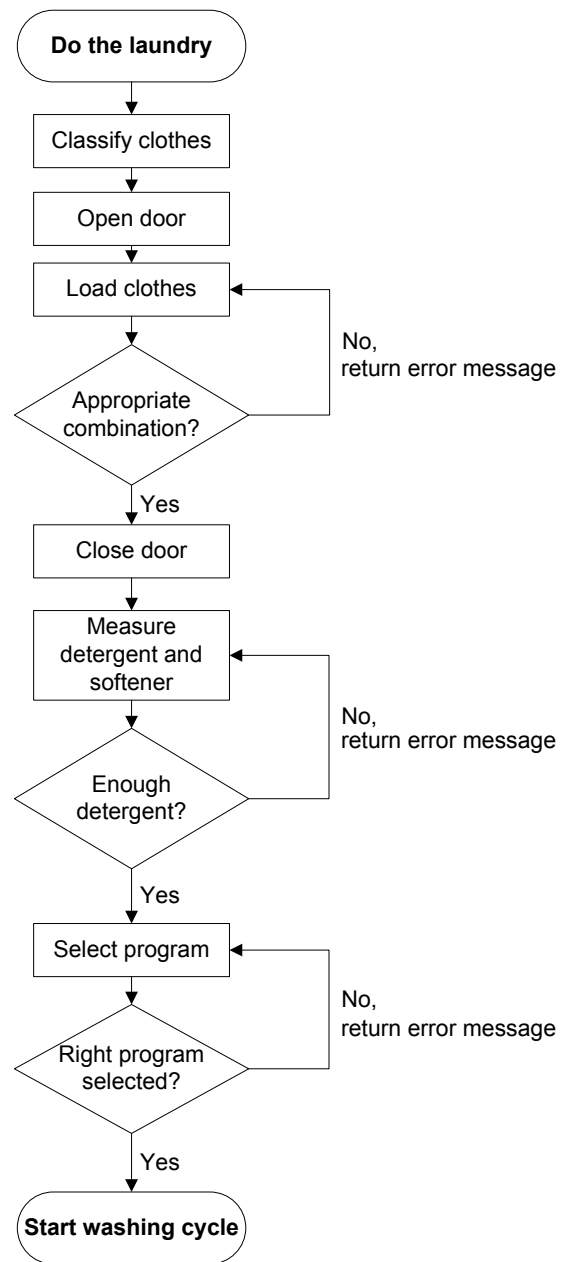 Do the laundry
Classify clothes
Open door
Load clothes
No,
return error message
Appropriate
combination?
Yes
Close door
Measure
detergent and
softener
No,
return error message
Enough
detergent?
Yes
Select program
No,
return error message
Right program
selected?
Yes
Start washing cycle